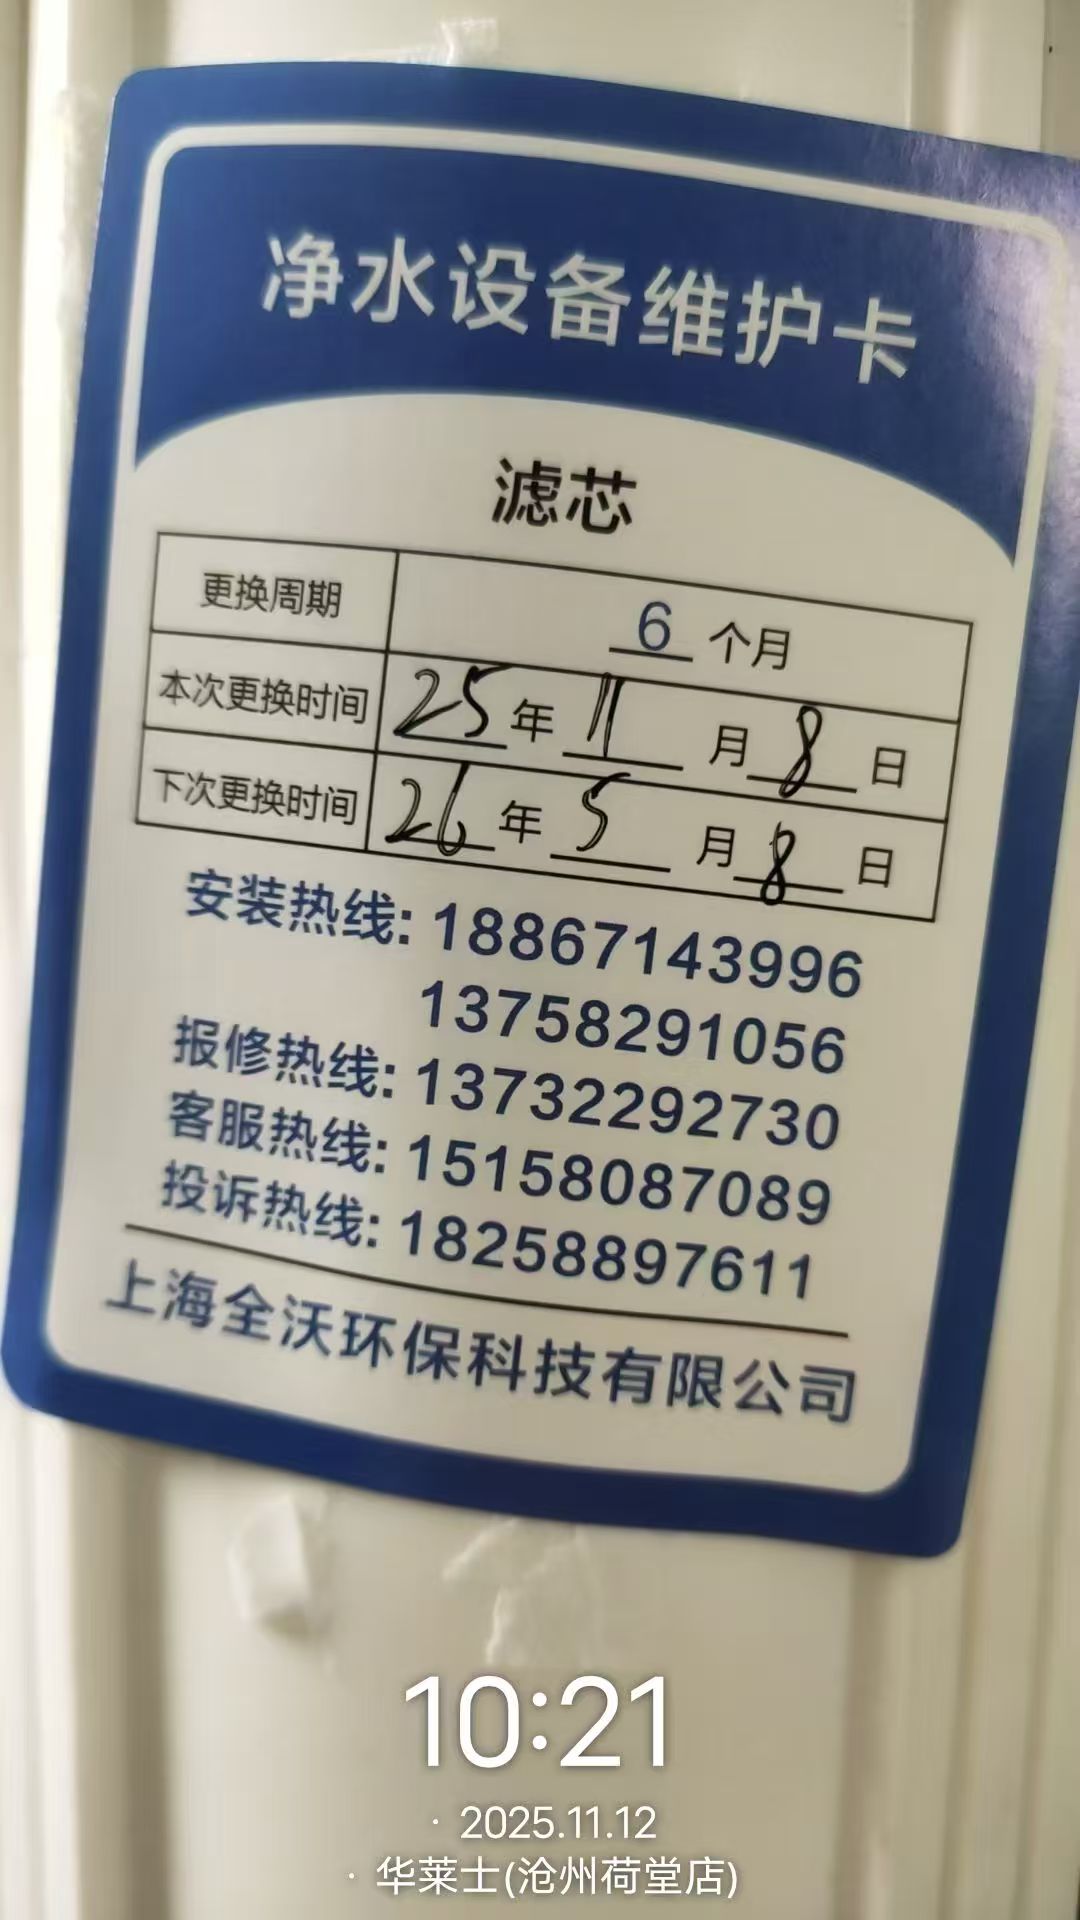 净水设备维护卡
滤芯
更换周期 6 个月
本次更换时间 25 年 11 月 8 日
下次更换时间 26 年 5 月 8 日
安装热线: 18867143996
13758291056
报修热线: 13732292730
客服热线: 15158087089
投诉热线: 18258897611
上海全沃环保科技有限公司
10:21
· 2025.11.12
· 华莱士(沧州荷堂店)